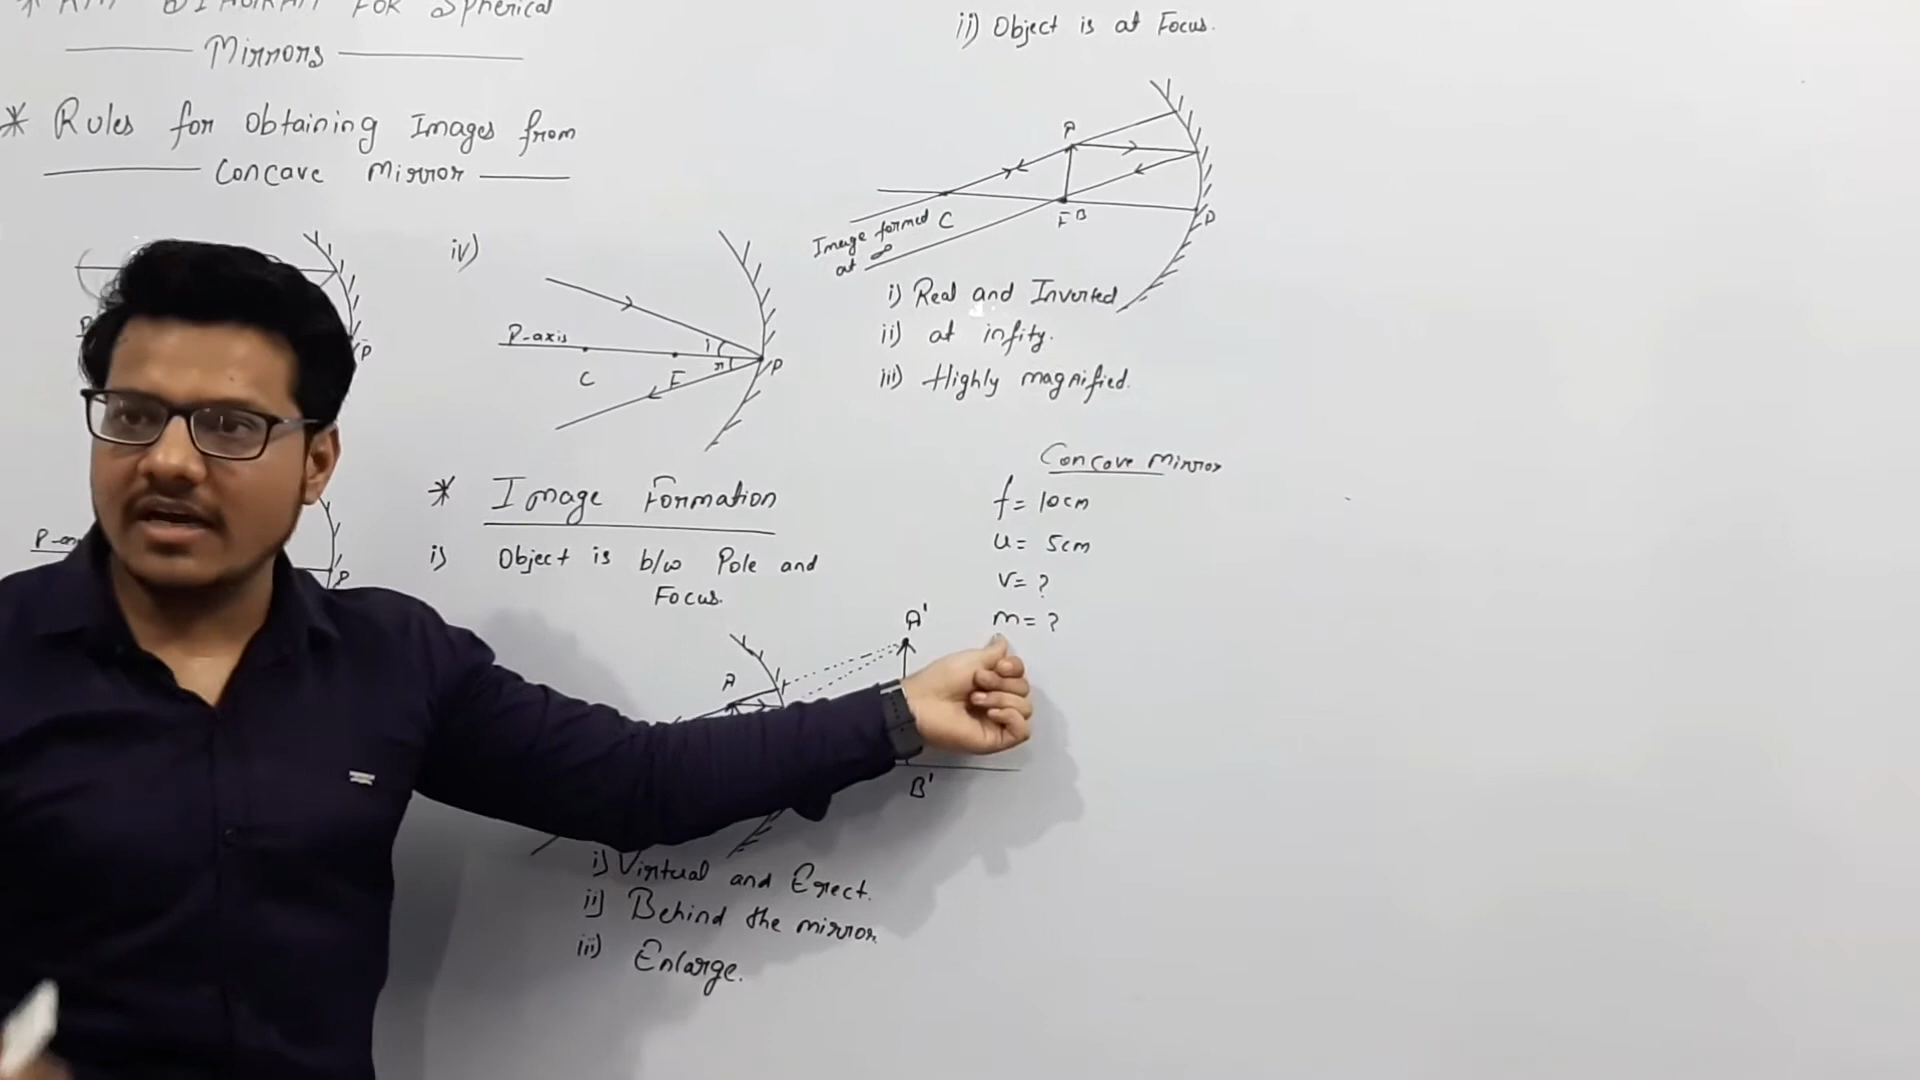 FOR Spherical
Mirrors
* Rules for obtaining Images from
Concave Mirror
P
P
iv)
P-axis
i
r
C
F
P
* Image Formation
i) Object is b/w Pole and
Focus.
A
A'
B'
i) Virtual and Erect.
ii) Behind the mirror
iii) Enlarge.
ii) Object is at Focus.
A
C
F B
P
Image formed
at ∞
i) Real and Inverted
ii) at infity.
iii) Highly magnified.
Concave mirror
f = 10cm
u = 5cm
v = ?
m = ?